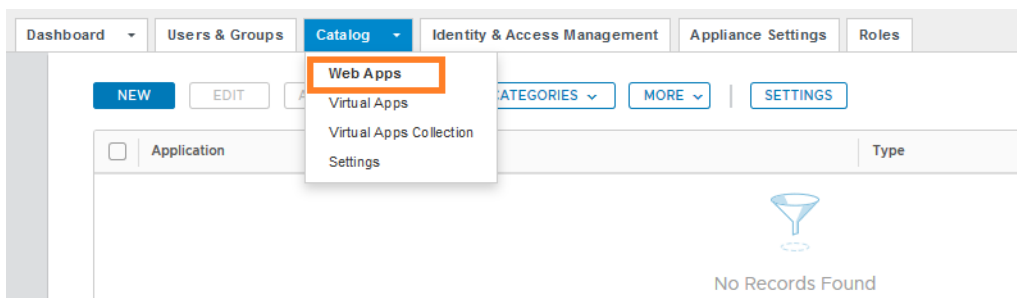 Dashboard Users & Groups Catalog Identity & Access Management Appliance Settings Roles
Web Apps
NEW EDIT CATEGORIES MORE SETTINGS
Virtual Apps
Virtual Apps Collection
Application Type
Settings
No Records Found